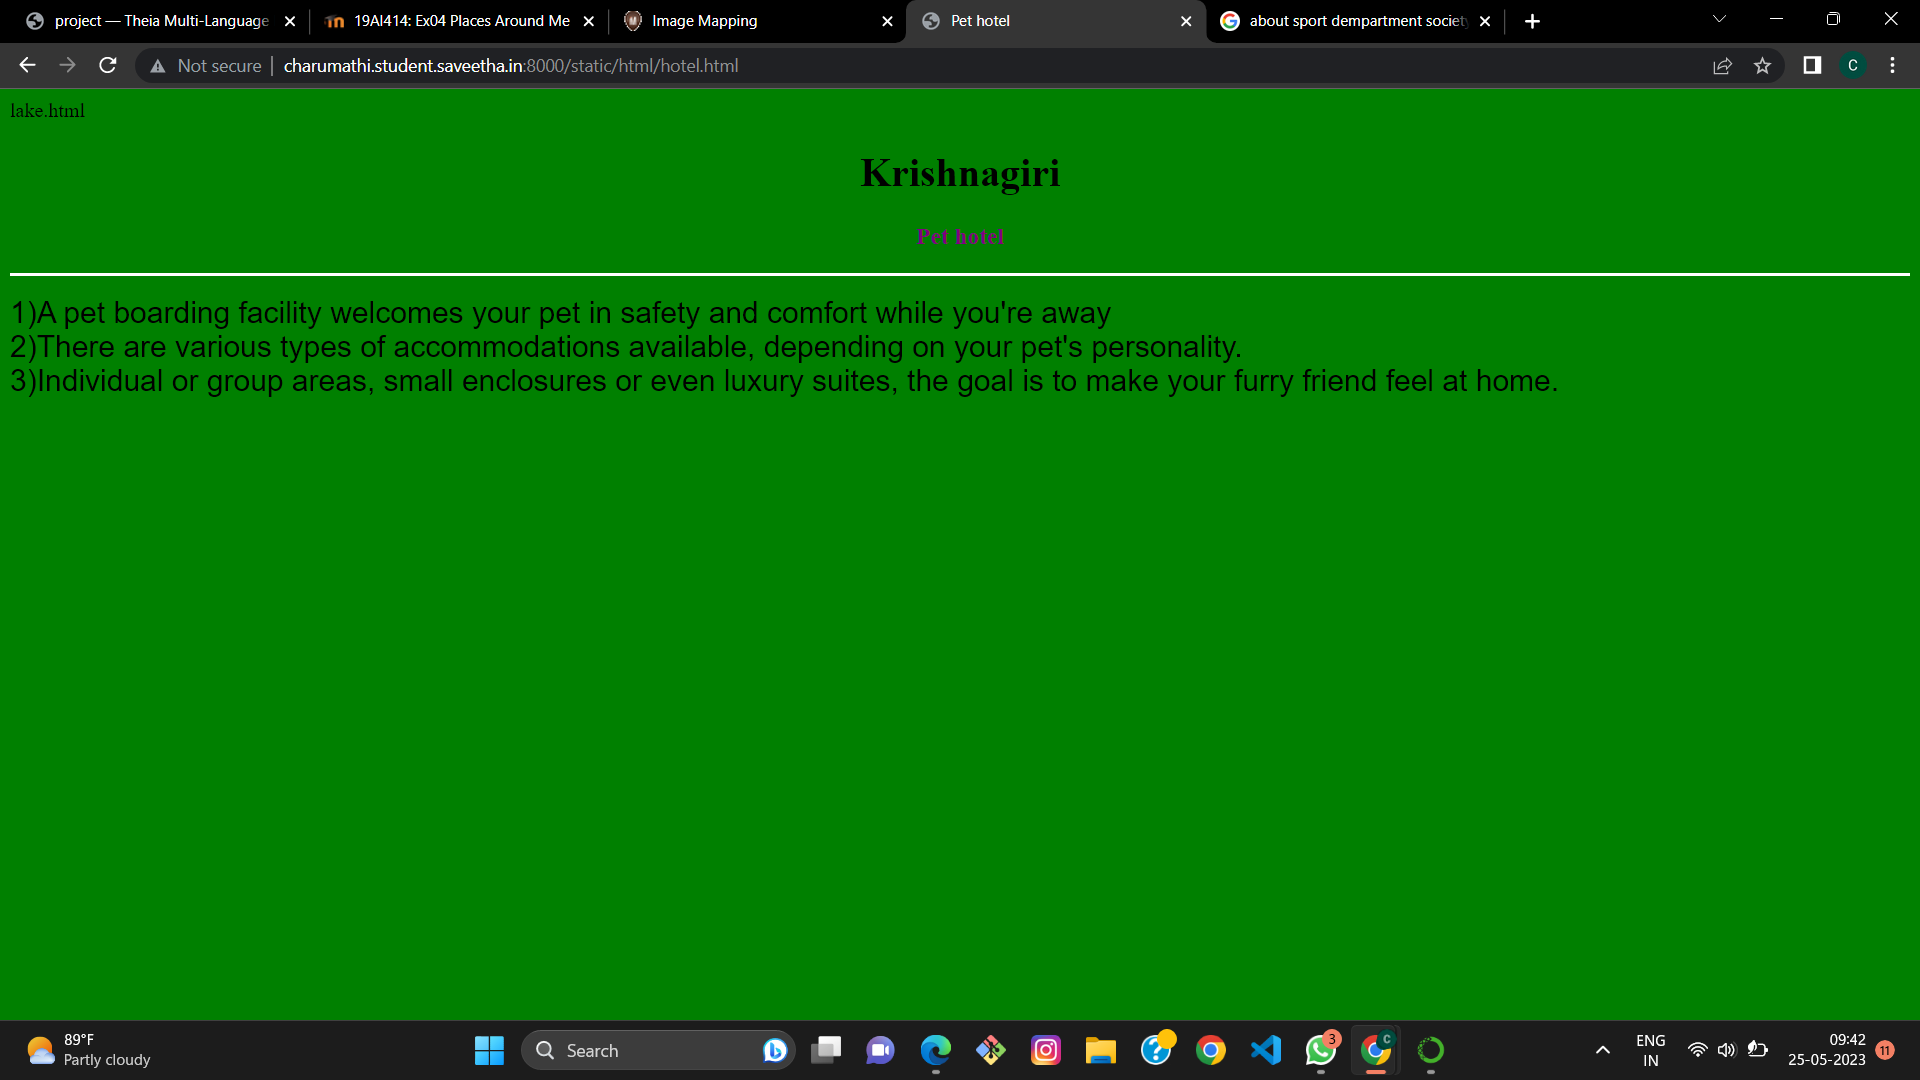 project — Theia Multi-Language
19AI414: Ex04 Places Around Me
Image Mapping
Pet hotel
about sport dempartment societ
Not secure
charumathi.student.saveetha.in:8000/static/html/hotel.html
C
lake.html
Krishnagiri
Pet hotel
1)A pet boarding facility welcomes your pet in safety and comfort while you're away
2)There are various types of accommodations available, depending on your pet's personality.
3)Individual or group areas, small enclosures or even luxury suites, the goal is to make your furry friend feel at home.
89°F
Partly cloudy
Search
3
C
ENG
IN
09:42
25-05-2023
11